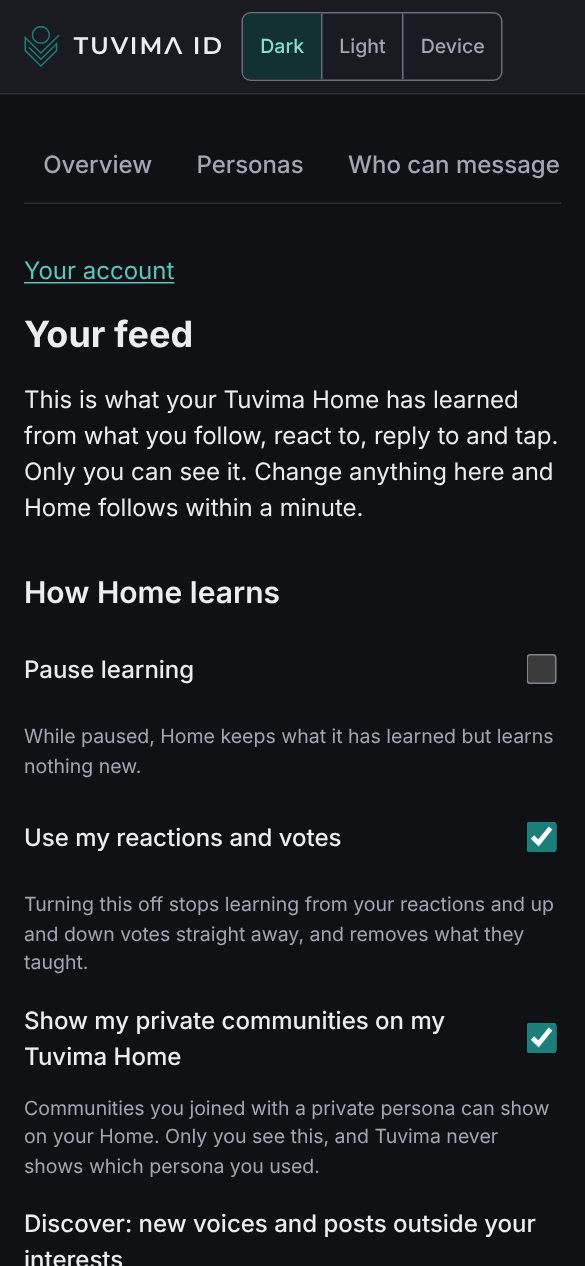 TUVIMA ID
Dark
Light
Device
Overview
Personas
Who can message
Your account
Your feed
This is what your Tuvima Home has learned
from what you follow, react to, reply to and tap.
Only you can see it. Change anything here and
Home follows within a minute.
How Home learns
Pause learning
While paused, Home keeps what it has learned but learns
nothing new.
Use my reactions and votes
Turning this off stops learning from your reactions and up
and down votes straight away, and removes what they
taught.
Show my private communities on my
Tuvima Home
Communities you joined with a private persona can show
on your Home. Only you see this, and Tuvima never
shows which persona you used.
Discover: new voices and posts outside your
interests